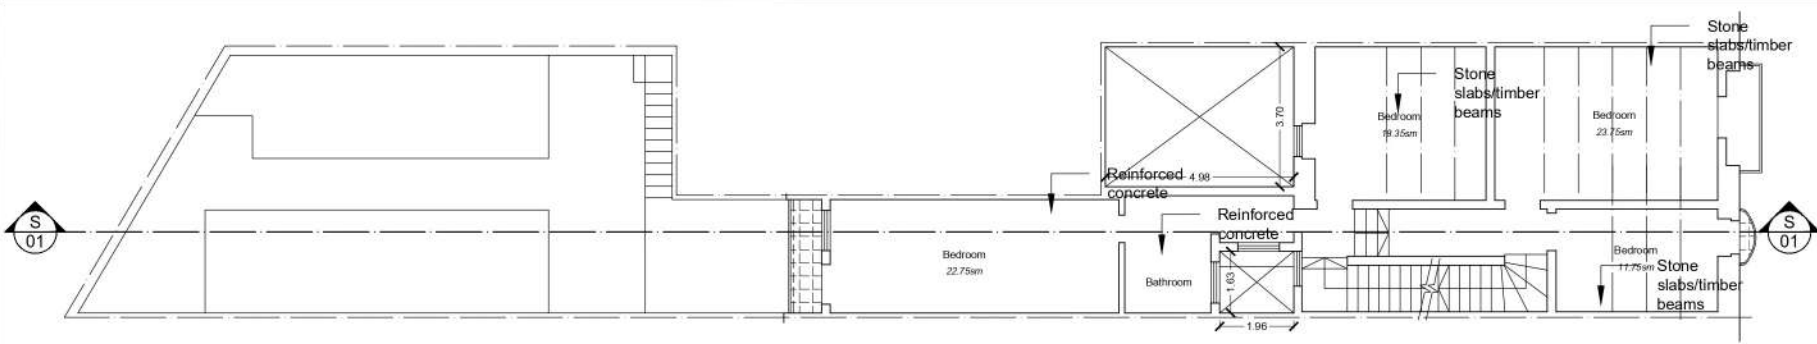 S
01
Reinforced
concrete
Bedroom
22.75sm
Bathroom
Reinforced
concrete
4.98
3.70
1.63
1.96
Stone
slabs/timber
beams
Bedroom
19.35sm
Stone
slabs/timber
beams
Bedroom
23.75sm
Bedroom
11.75sm
Stone
slabs/timber
beams
S
01